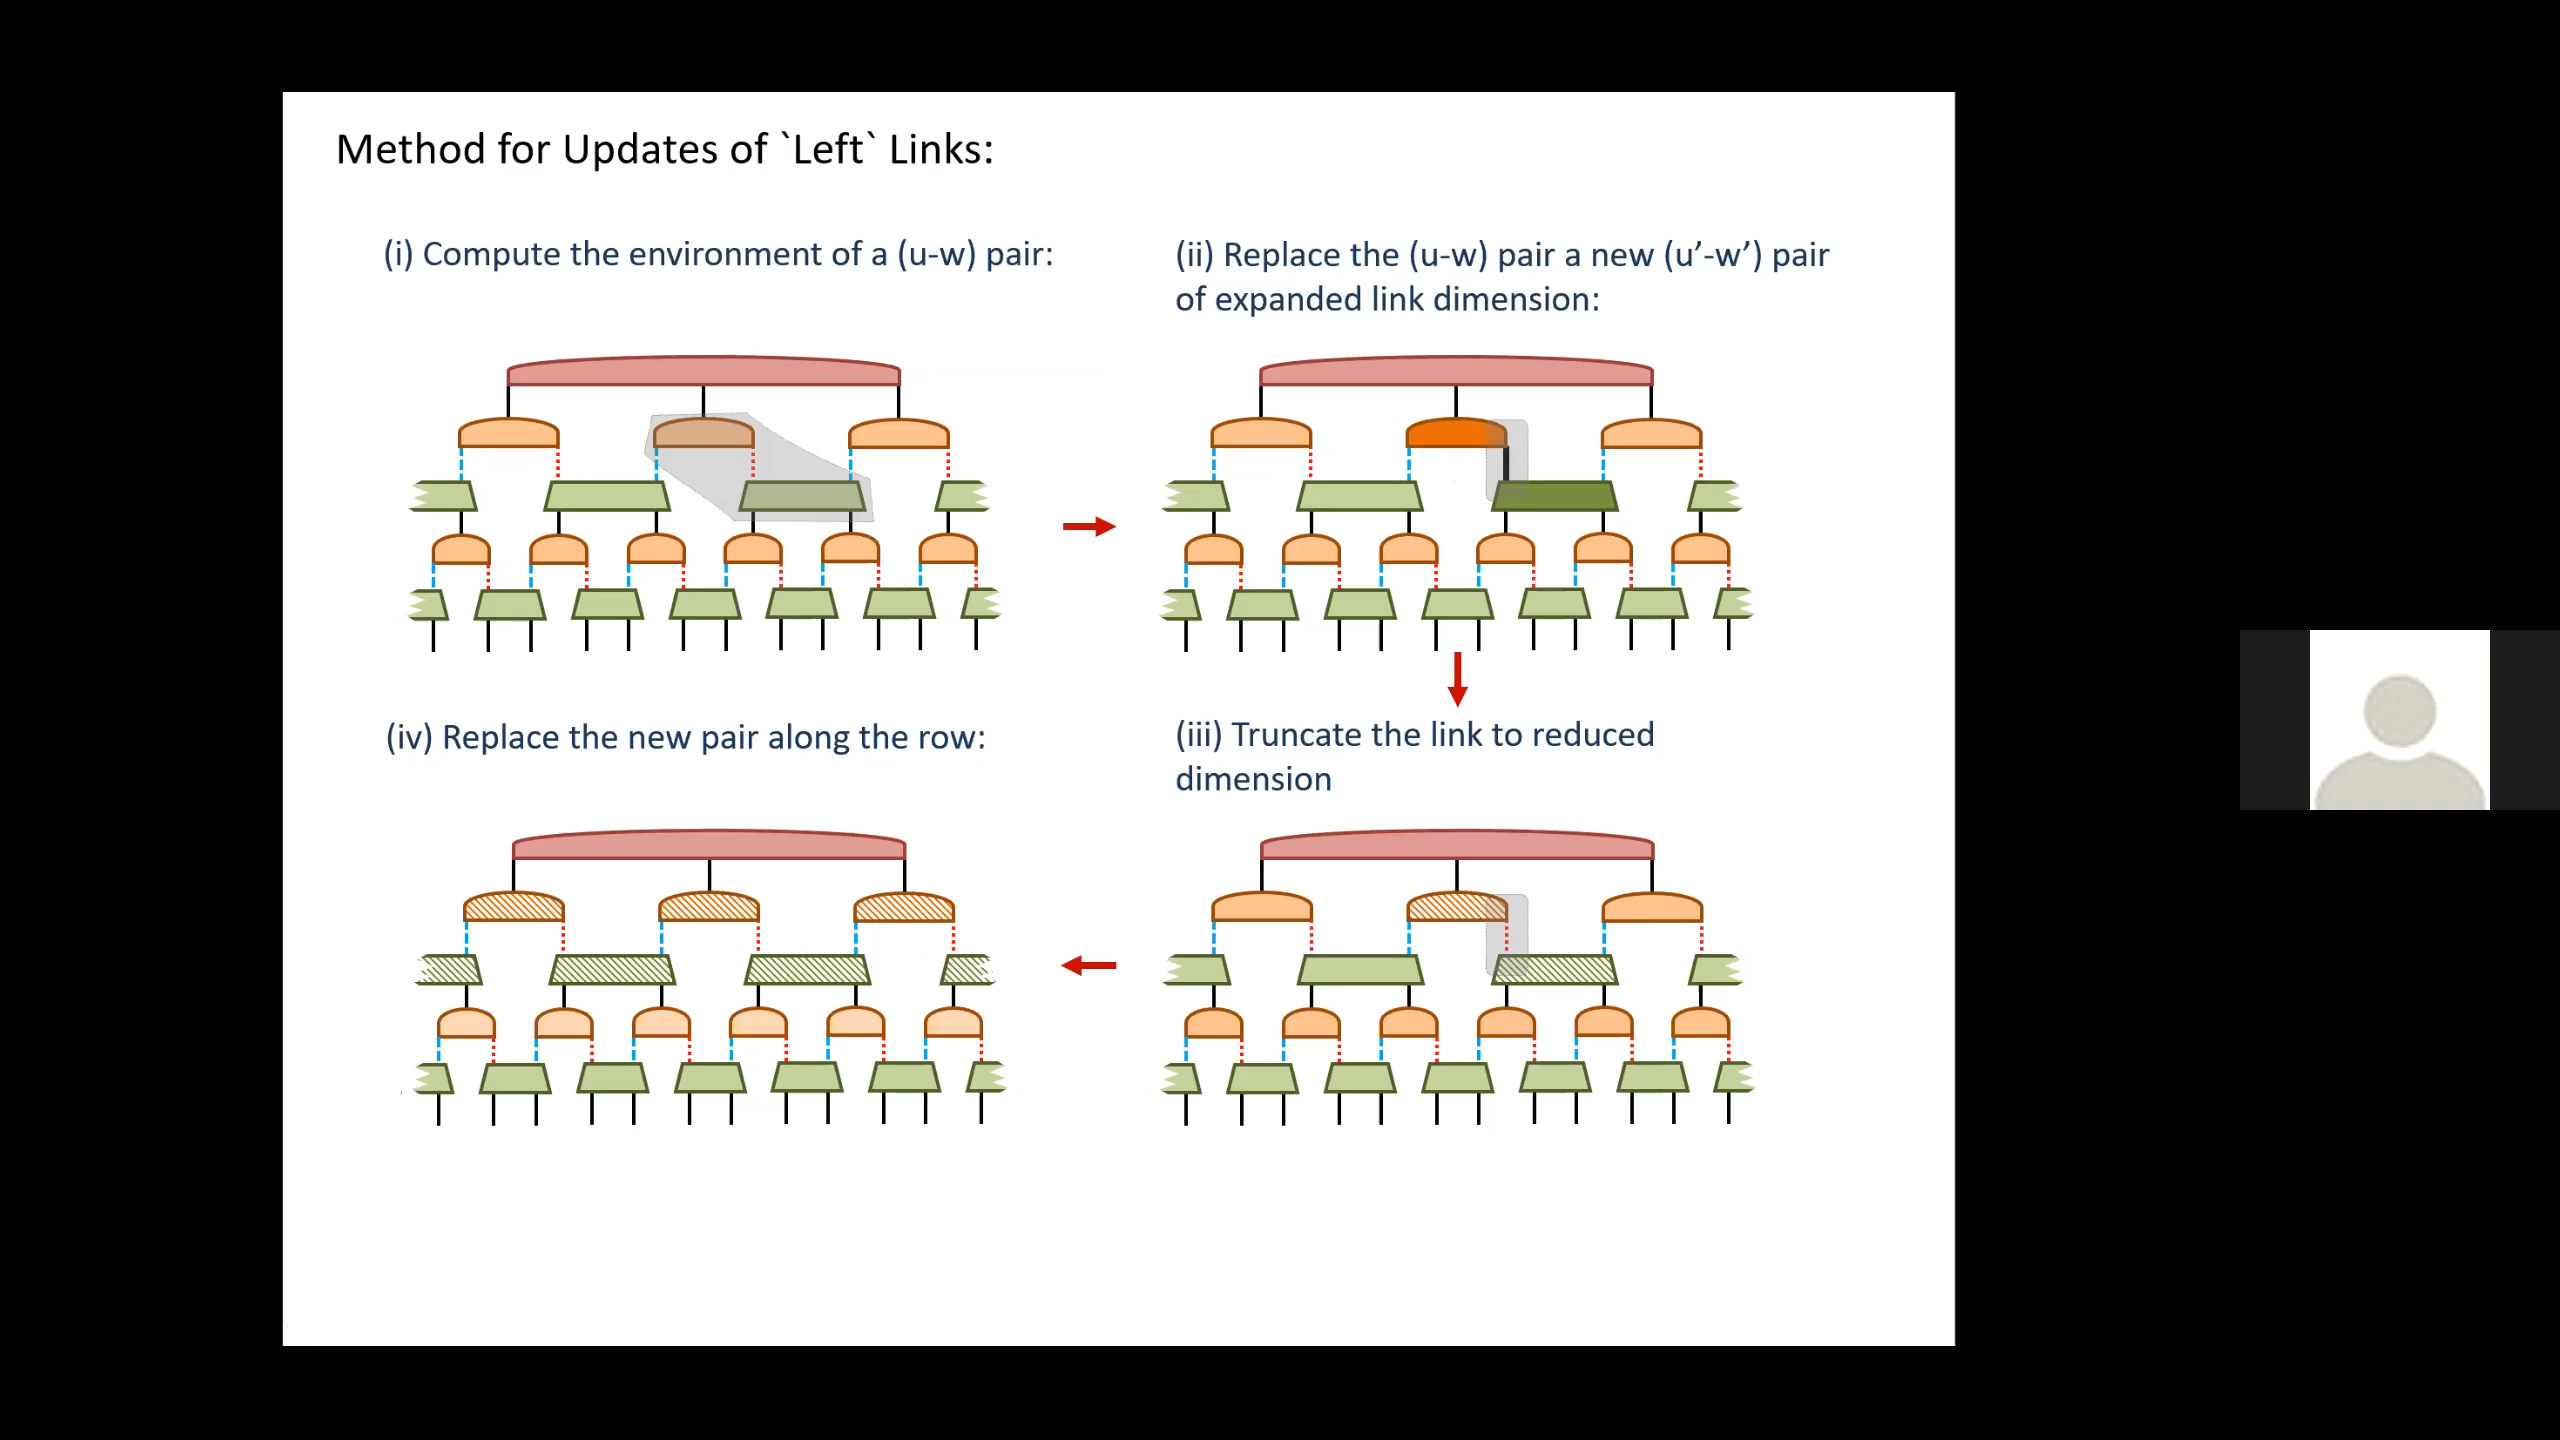 Method for Updates of `Left` Links:
(i) Compute the environment of a (u-w) pair:
(ii) Replace the (u-w) pair a new (u’-w’) pair
of expanded link dimension:
(iii) Truncate the link to reduced
dimension
(iv) Replace the new pair along the row: